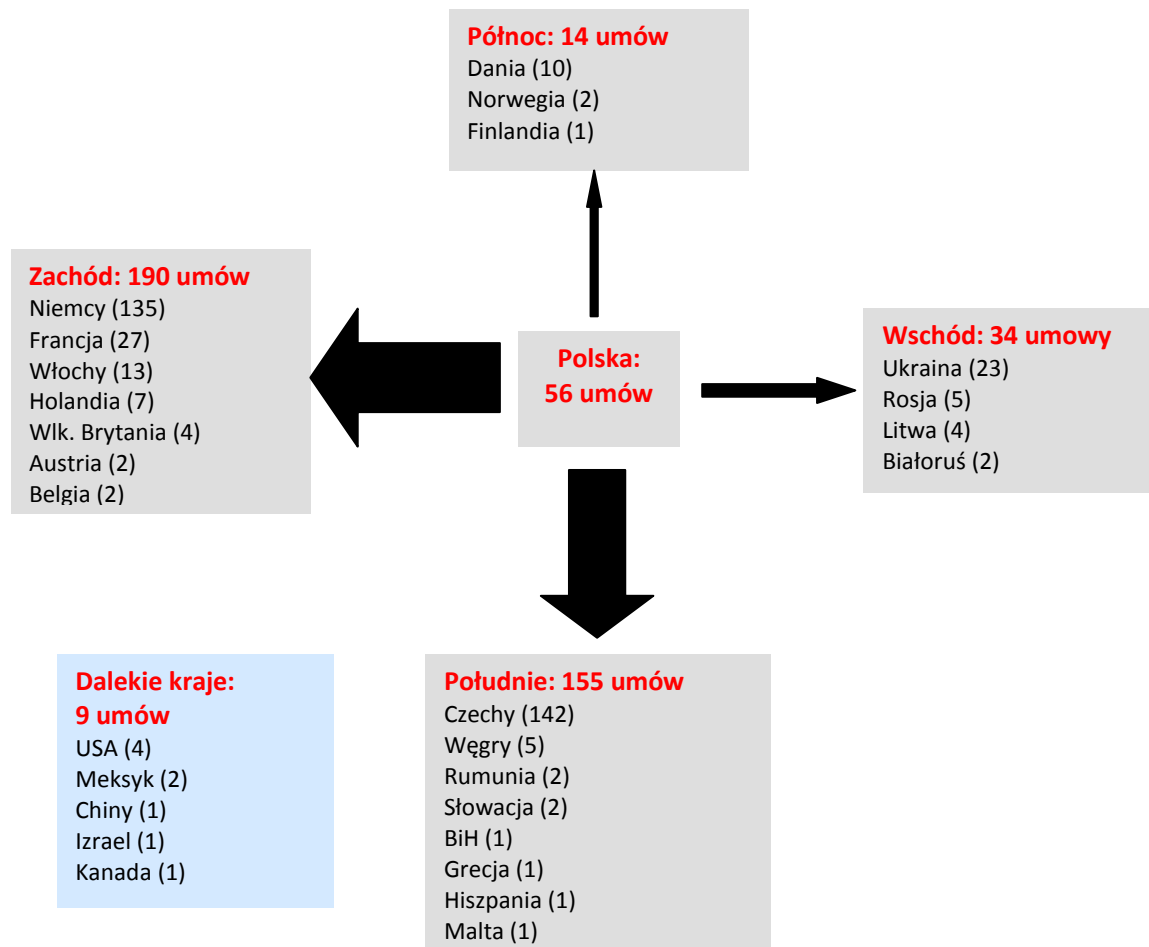 Północ: 14 umów
Dania (10)
Norwegia (2)
Finlandia (1)
Zachód: 190 umów
Niemcy (135)
Francja (27)
Włochy (13)
Holandia (7)
Wlk. Brytania (4)
Austria (2)
Belgia (2)
Polska:
56 umów
Wschód: 34 umowy
Ukraina (23)
Rosja (5)
Litwa (4)
Białoruś (2)
Dalekie kraje:
9 umów
USA (4)
Meksyk (2)
Chiny (1)
Izrael (1)
Kanada (1)
Południe: 155 umów
Czechy (142)
Węgry (5)
Rumunia (2)
Słowacja (2)
BiH (1)
Grecja (1)
Hiszpania (1)
Malta (1)